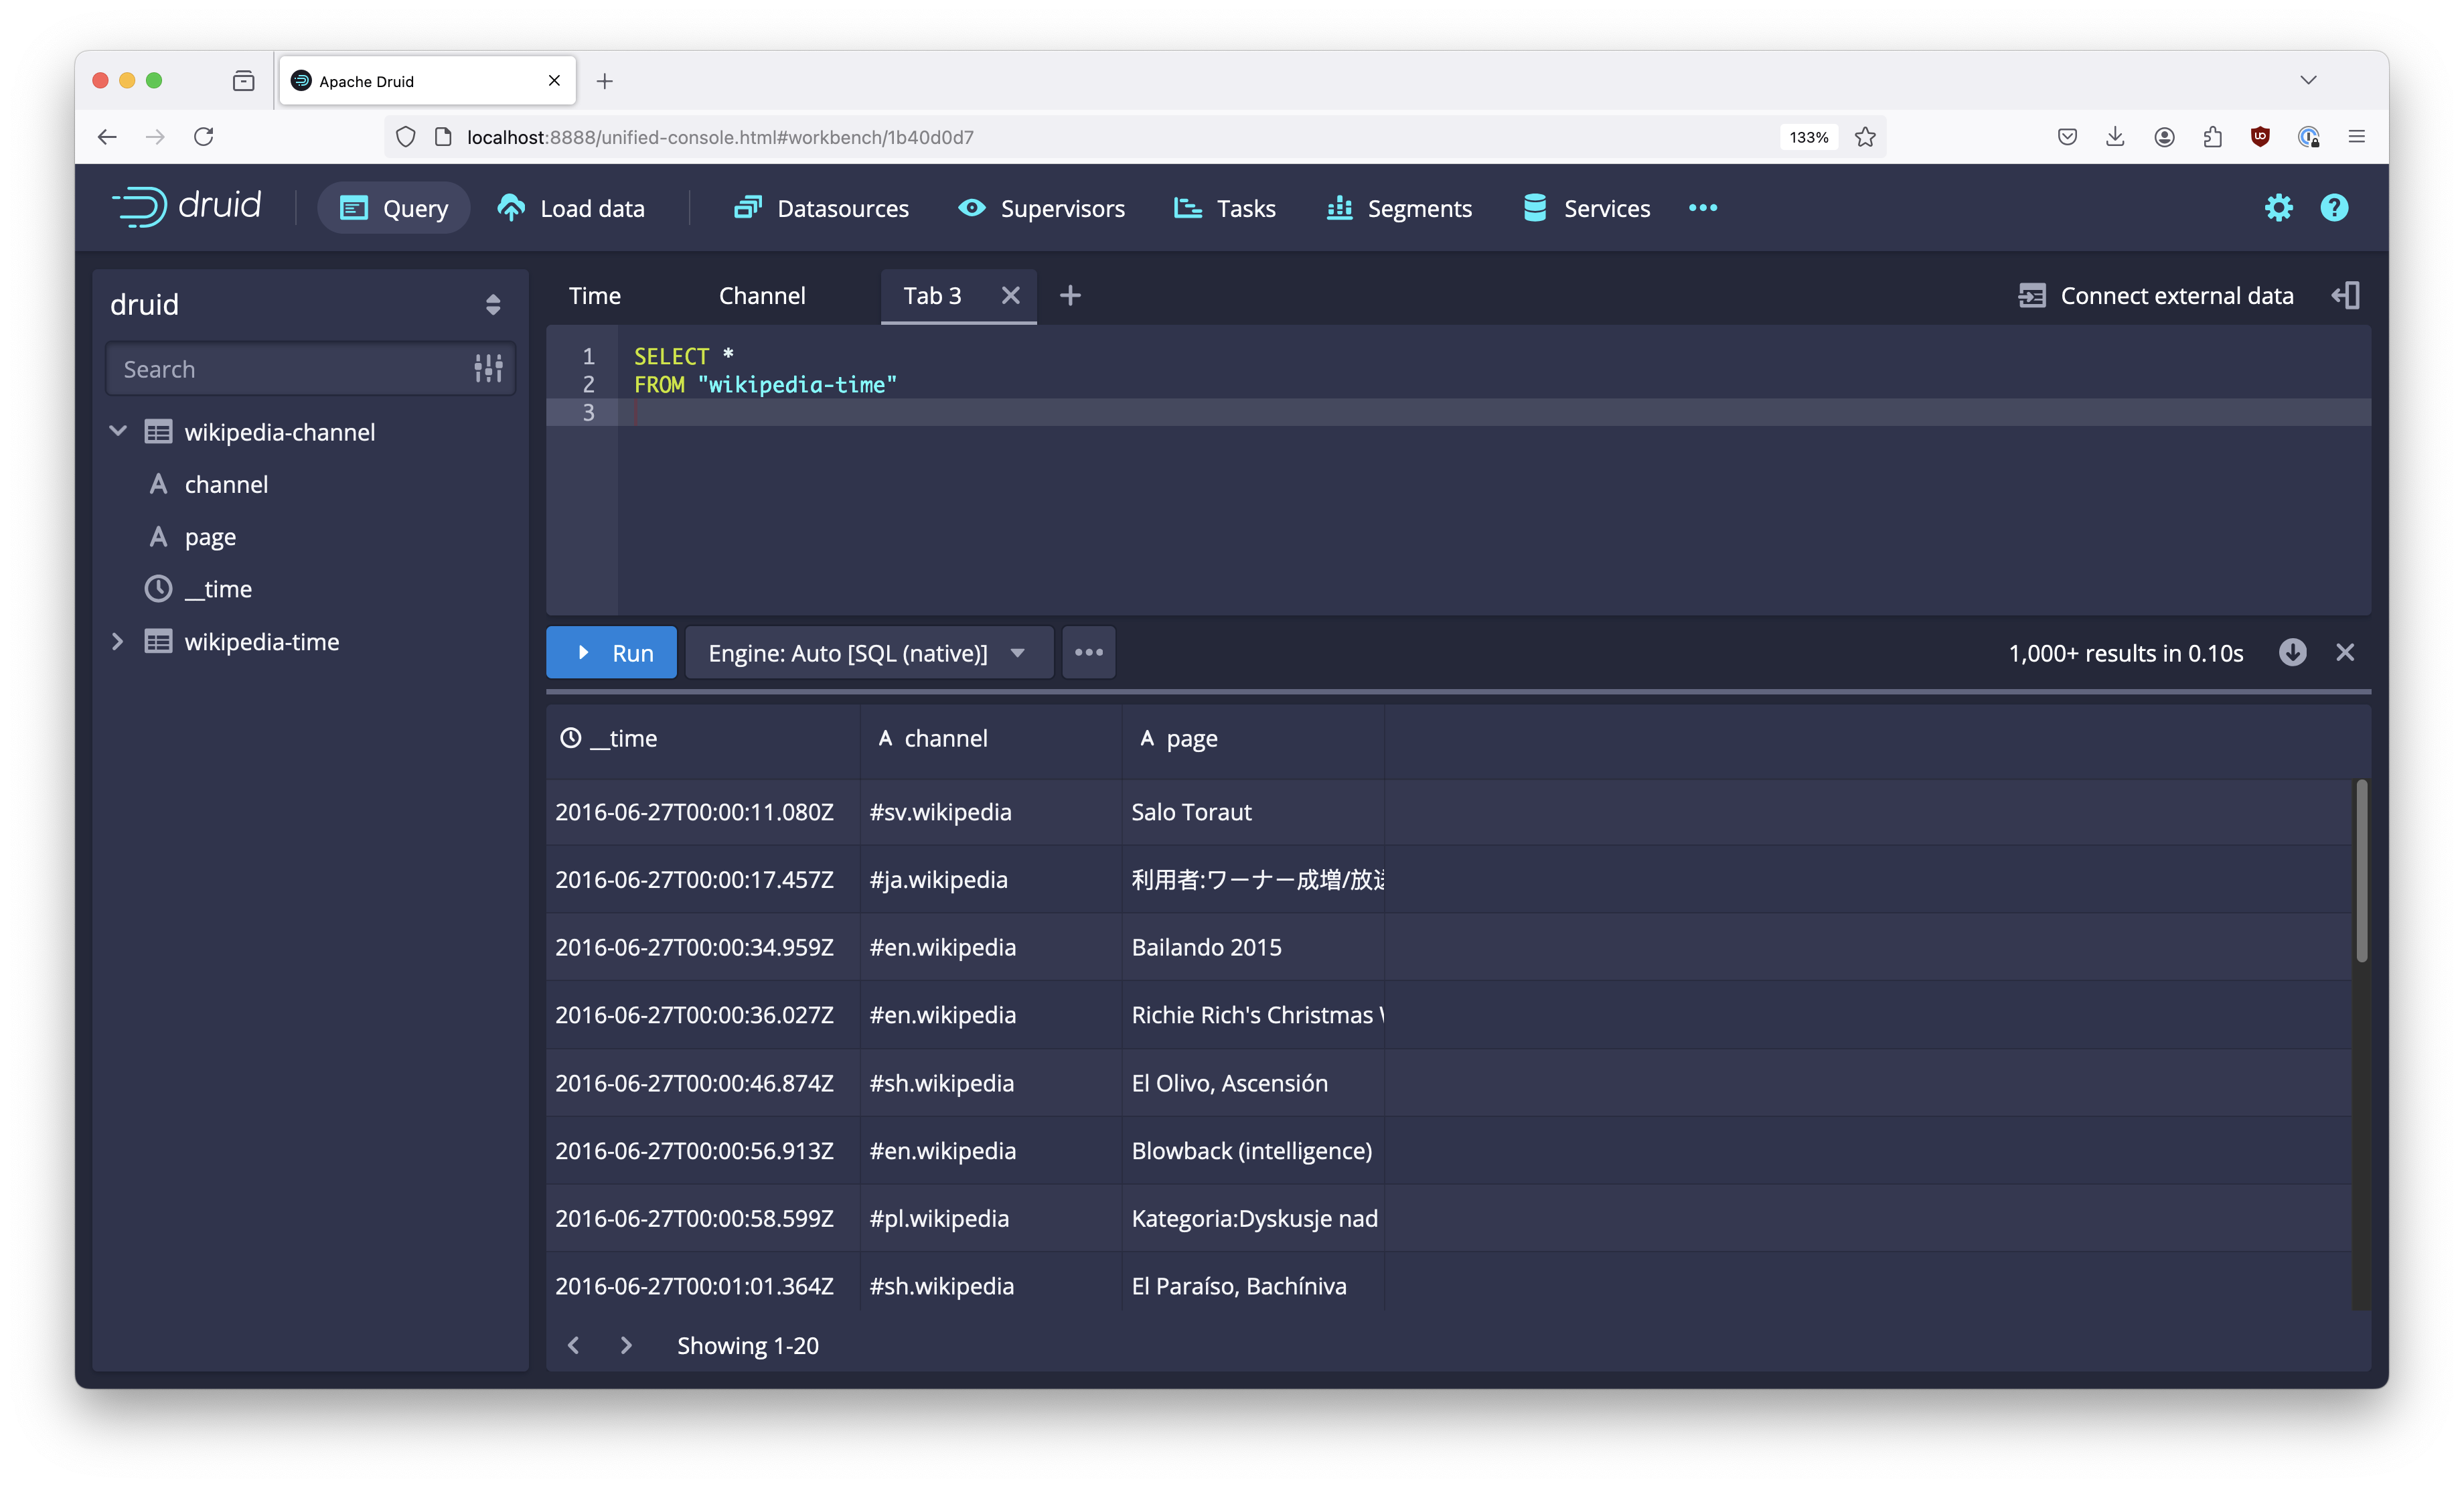 Apache Druid
localhost:8888/unified-console.html#workbench/1b40d0d7
133%
druid
Query
Load data
Datasources
Supervisors
Tasks
Segments
Services
druid
Search
wikipedia-channel
channel
page
__time
wikipedia-time
Time
Channel
Tab 3
Connect external data
1 SELECT *
2 FROM "wikipedia-time"
3
Run
Engine: Auto [SQL (native)]
1,000+ results in 0.10s
__time channel page
2016-06-27T00:00:11.080Z #sv.wikipedia Salo Toraut
2016-06-27T00:00:17.457Z #ja.wikipedia 利用者:ワーナー成増/放送
2016-06-27T00:00:34.959Z #en.wikipedia Bailando 2015
2016-06-27T00:00:36.027Z #en.wikipedia Richie Rich's Christmas
2016-06-27T00:00:46.874Z #sh.wikipedia El Olivo, Ascensión
2016-06-27T00:00:56.913Z #en.wikipedia Blowback (intelligence)
2016-06-27T00:00:58.599Z #pl.wikipedia Kategoria:Dyskusje nad
2016-06-27T00:01:01.364Z #sh.wikipedia El Paraíso, Bachíniva
Showing 1-20